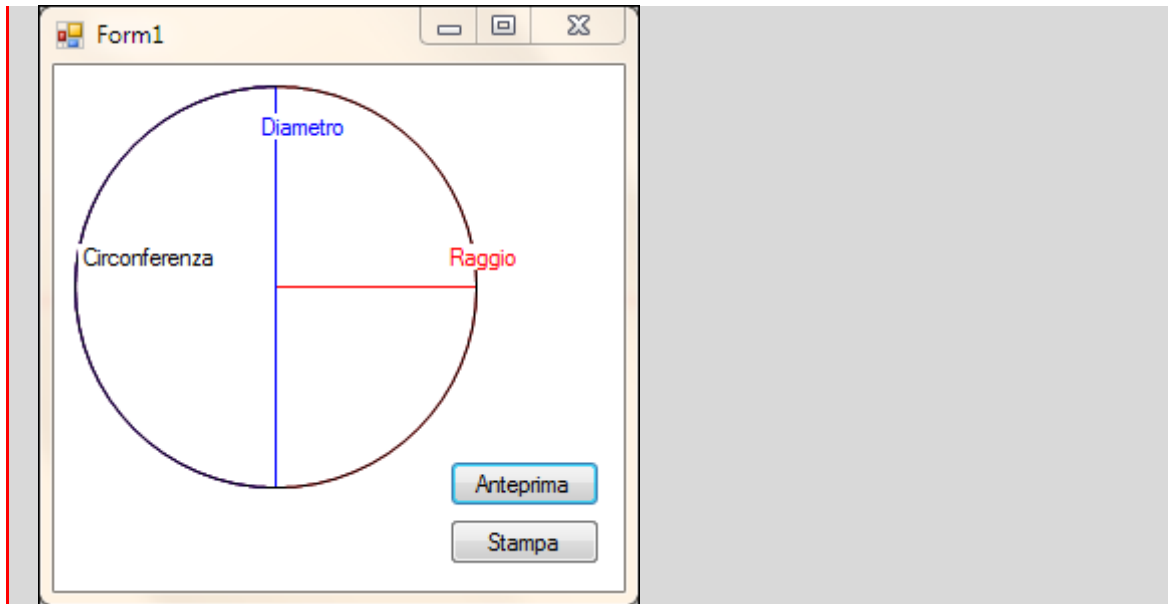 Form1
Diametro
Circonferenza
Raggio
Anteprima
Stampa